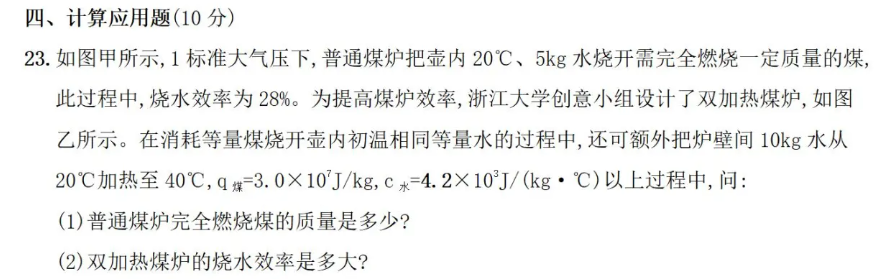 四、计算应用题(10 分)
23. 如图甲所示,1 标准大气压下,普通煤炉把壶内 20℃、5kg 水烧开需完全燃烧一定质量的煤,
此过程中,烧水效率为 28%。为提高煤炉效率,浙江大学创意小组设计了双加热煤炉,如图
乙所示。在消耗等量煤烧开壶内初温相同等量水的过程中,还可额外把炉壁间 10kg 水从
20℃加热至 40℃,q煤=3.0×10⁷J/kg,c水=4.2×10³J/(kg·℃)以上过程中,问:
(1)普通煤炉完全燃烧煤的质量是多少?
(2)双加热煤炉的烧水效率是多大?